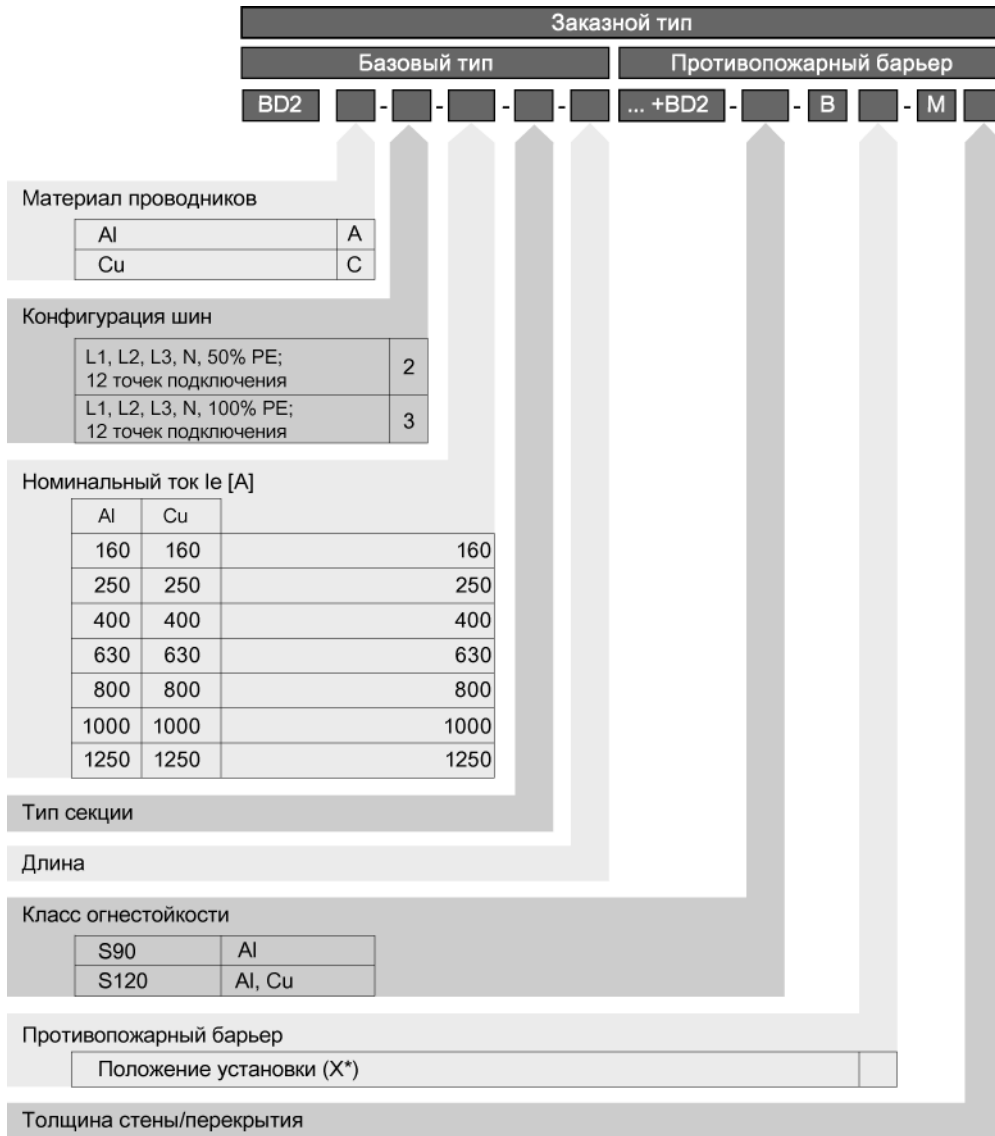 Заказной тип
Базовый тип Противопожарный барьер
BD2 - - - - ... +BD2 - - B - M
Материал проводников
Al A
Cu C
Конфигурация шин
L1, L2, L3, N, 50% PE;
12 точек подключения 2
L1, L2, L3, N, 100% PE;
12 точек подключения 3
Номинальный ток Ie [A]
Al Cu
160 160 160
250 250 250
400 400 400
630 630 630
800 800 800
1000 1000 1000
1250 1250 1250
Тип секции
Длина
Класс огнестойкости
S90 Al
S120 Al, Cu
Противопожарный барьер
Положение установки (X*)
Толщина стены/перекрытия